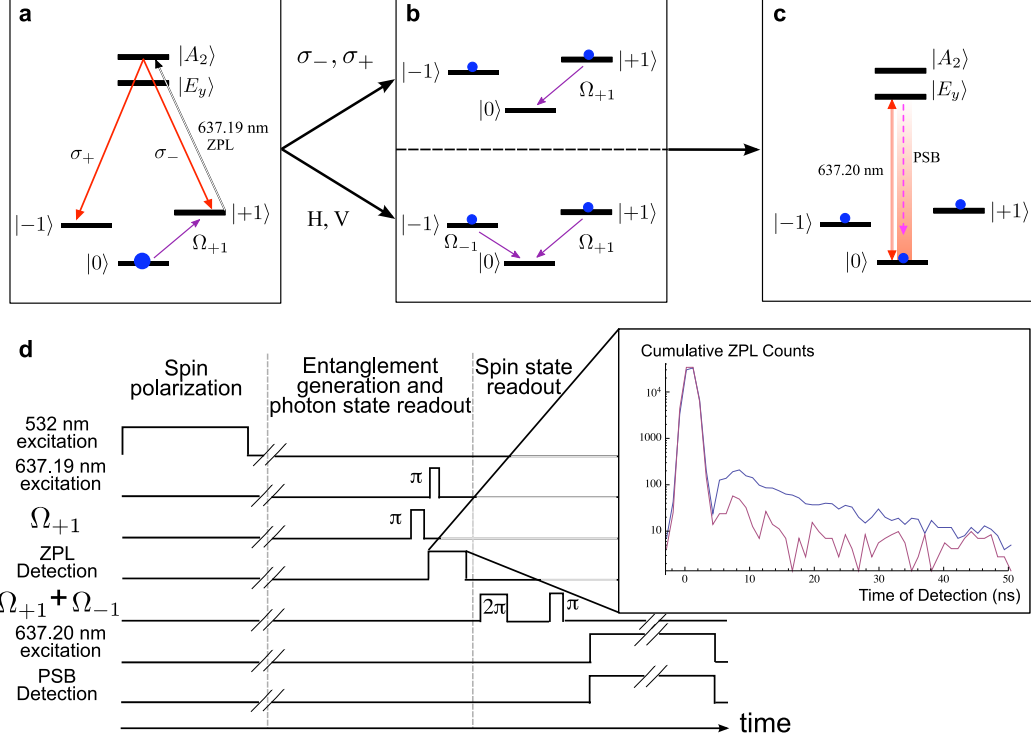 a
|A₂⟩
|E_y⟩
637.19 nm
ZPL
σ₊
σ₋
|−1⟩
|+1⟩
Ω₊₁
|0⟩
σ₋, σ₊
H, V
b
|−1⟩
|+1⟩
Ω₊₁
|0⟩
|−1⟩
|+1⟩
Ω₋₁
Ω₊₁
|0⟩
c
|A₂⟩
|E_y⟩
637.20 nm
PSB
|−1⟩
|+1⟩
|0⟩
d
Spin
polarization
Entanglement
generation and
photon state readout
Spin state
readout
532 nm
excitation
637.19 nm
excitation
π
Ω₊₁
π
ZPL
Detection
Ω₊₁+Ω₋₁
2π
π
637.20 nm
excitation
PSB
Detection
time
Cumulative ZPL Counts
10⁴
1000
100
10
0
10
20
30
40
50
Time of Detection (ns)